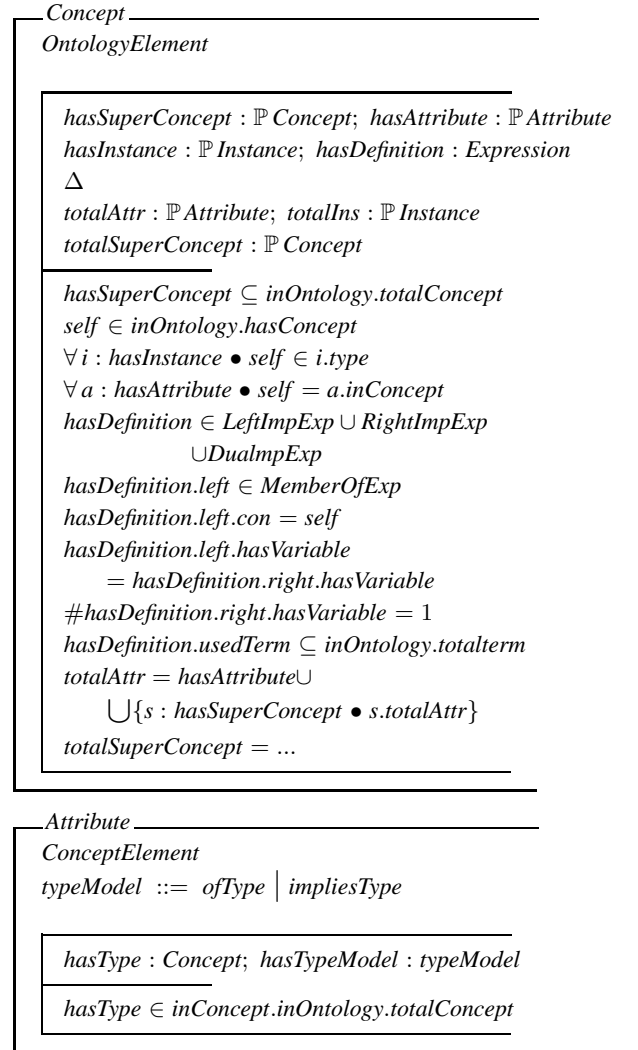 Concept
OntologyElement
hasSuperConcept : ℙ Concept; hasAttribute : ℙ Attribute
hasInstance : ℙ Instance; hasDefinition : Expression
Δ
totalAttr : ℙ Attribute; totalIns : ℙ Instance
totalSuperConcept : ℙ Concept
hasSuperConcept ⊆ inOntology.totalConcept
self ∈ inOntology.hasConcept
∀ i : hasInstance • self ∈ i.type
∀ a : hasAttribute • self = a.inConcept
hasDefinition ∈ LeftImpExp ∪ RightImpExp
∪DualmpExp
hasDefinition.left ∈ MemberOfExp
hasDefinition.left.con = self
hasDefinition.left.hasVariable
= hasDefinition.right.hasVariable
#hasDefinition.right.hasVariable = 1
hasDefinition.usedTerm ⊆ inOntology.totalterm
totalAttr = hasAttribute∪
⋃{s : hasSuperConcept • s.totalAttr}
totalSuperConcept = ...
Attribute
ConceptElement
typeModel ::= ofType | impliesType
hasType : Concept; hasTypeModel : typeModel
hasType ∈ inConcept.inOntology.totalConcept